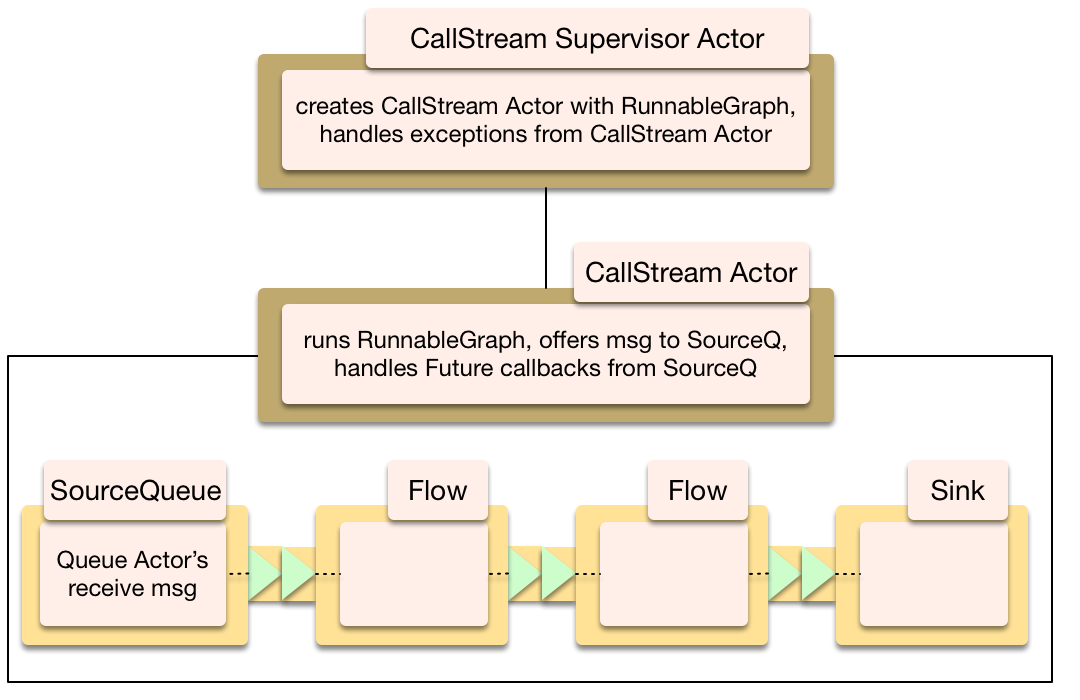 CallStream Supervisor Actor
creates CallStream Actor with RunnableGraph,
handles exceptions from CallStream Actor
CallStream Actor
runs RunnableGraph, offers msg to SourceQ,
handles Future callbacks from SourceQ
SourceQueue
Flow
Flow
Sink
Queue Actor’s
receive msg